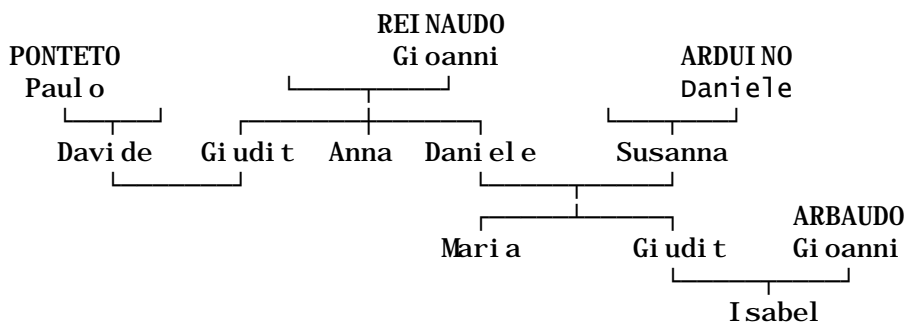 REINAUDO
PONTETO Gioanni ARDUINO
Paulo Daniele
Davide Giudit Anna Daniele Susanna
ARBAUDO
Maria Giudit Gioanni
Isabel